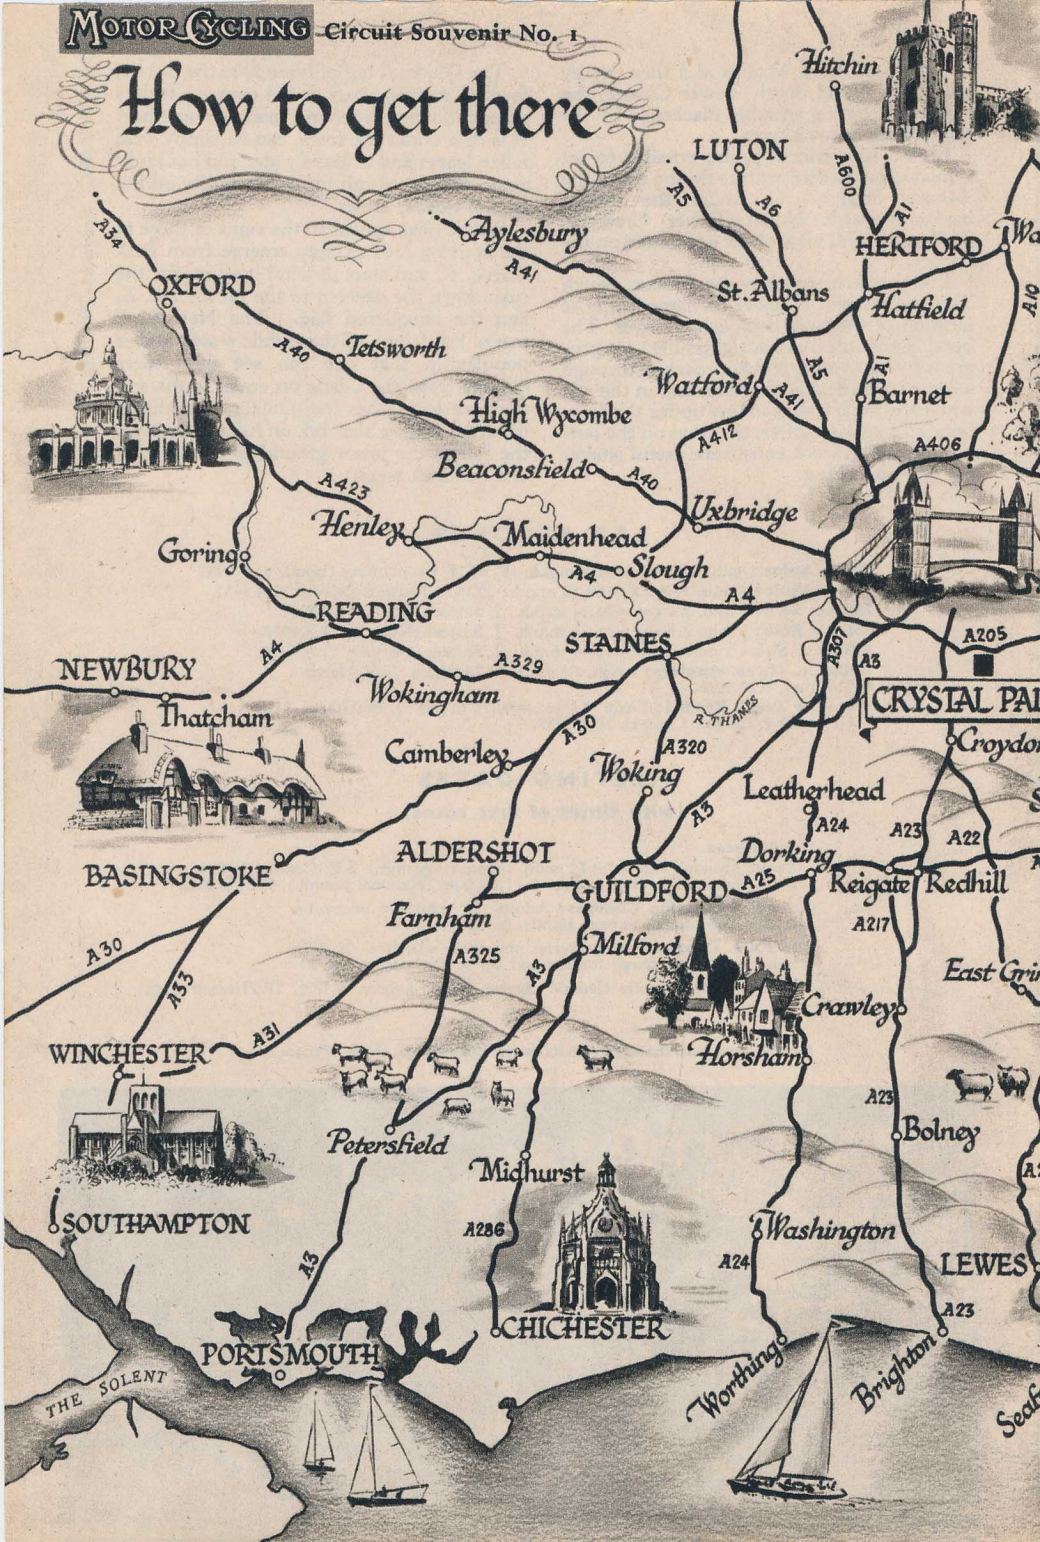 MOTOR CYCLING Circuit Souvenir No. 1
How to get there
Hitchin
LUTON
A600
A5
A6
A1
A34
Aylesbury
A41
HERTFORD
Wa
OXFORD
St. Albans
Hatfield
A10
A40
Tetsworth
A5
A1
Watford
A41
Barnet
High Wycombe
A412
A406
Beaconsfield
A40
A423
Henley
Uxbridge
Maidenhead
Goring
A4
Slough
A4
READING
STAINES
A307
A3
A205
A4
NEWBURY
A329
Wokingham
R. THAMES
CRYSTAL PAL
Thatcham
A30
Camberley
A320
Woking
Croydon
Leatherhead
A3
A24
A23
A22
ALDERSHOT
Dorking
BASINGSTOKE
GUILDFORD
A25
Reigate
Redhill
Farnham
A217
A30
A325
Milford
A33
A3
East Grin
Crawley
A31
WINCHESTER
Horsham
A23
Petersfield
Bolney
Midhurst
SOUTHAMPTON
A286
Washington
A24
LEWES
A3
A23
CHICHESTER
PORTSMOUTH
THE SOLENT
Worthing
Brighton
Seaf